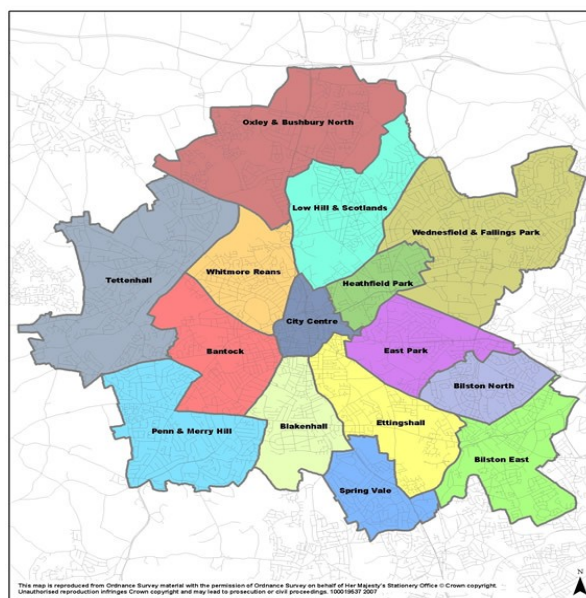 Oxley & Bushbury North
Low Hill & Scotlands
Wednesfield & Fallings Park
Tettenhall
Whitmore Reans
Heathfield Park
City Centre
Bantock
East Park
Bilston North
Penn & Merry Hill
Blakenhall
Ettingshall
Bilston East
Spring Vale
N
This map is reproduced from Ordnance Survey material with the permission of Ordnance Survey on behalf of Her Majesty's Stationery Office © Crown copyright.
Unauthorised reproduction infringes Crown copyright and may lead to prosecution or civil proceedings. 100019537 2007